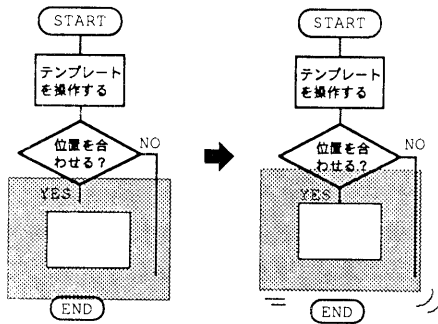 START
テンプレート
を操作する
位置を合
わせる?
NO
YES
END
START
テンプレート
を操作する
位置を合
わせる?
NO
YES
END